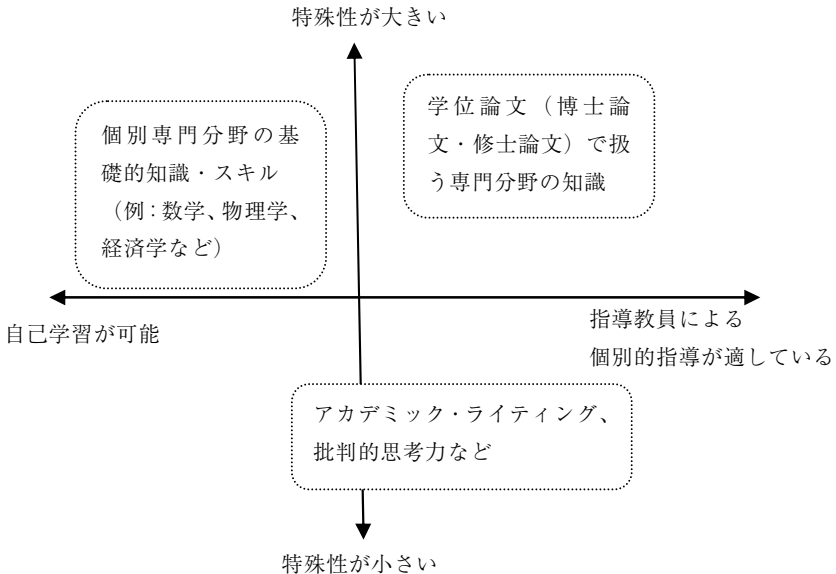 特殊性が大きい
個別専門分野の基
礎的知識・スキル
（例：数学、物理学、
経済学など）
学位論文（博士論
文・修士論文）で扱
う専門分野の知識
自己学習が可能
指導教員による
個別的指導が適している
アカデミック・ライティング、
批判的思考力など
特殊性が小さい